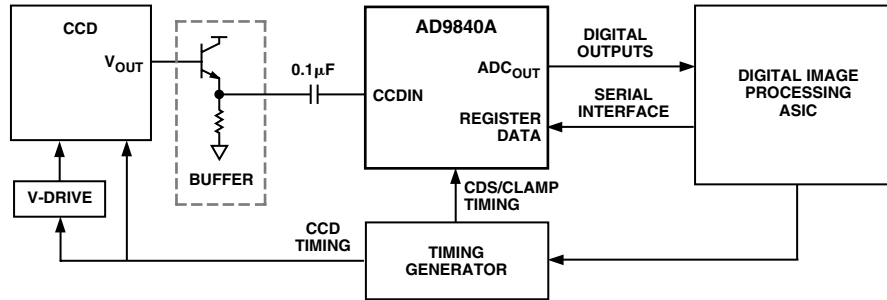 CCD
VOUT
BUFFER
V-DRIVE
0.1µF
AD9840A
CCDIN
ADCOUT
REGISTER
DATA
DIGITAL
OUTPUTS
SERIAL
INTERFACE
DIGITAL IMAGE
PROCESSING
ASIC
CDS/CLAMP
TIMING
CCD
TIMING
TIMING
GENERATOR